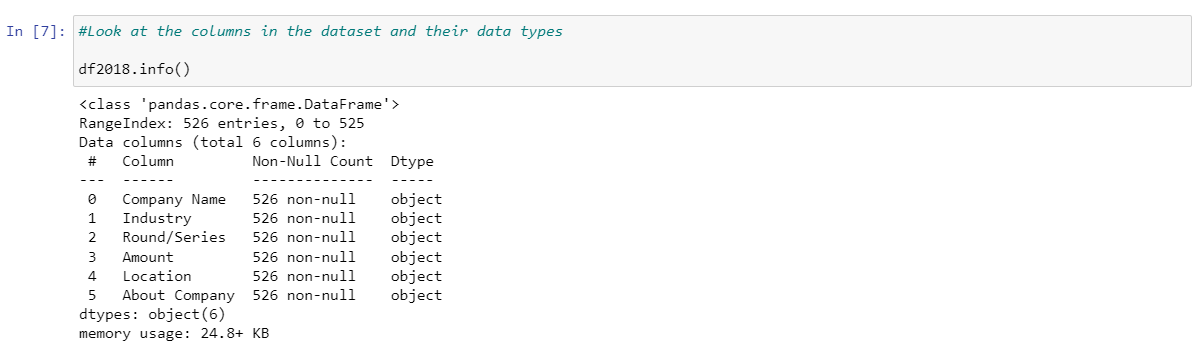 In [7]: #Look at the columns in the dataset and their data types
df2018.info()
<class 'pandas.core.frame.DataFrame'>
RangeIndex: 526 entries, 0 to 525
Data columns (total 6 columns):
 #   Column         Non-Null Count  Dtype
---  ------         --------------  -----
 0   Company Name   526 non-null    object
 1   Industry       526 non-null    object
 2   Round/Series   526 non-null    object
 3   Amount         526 non-null    object
 4   Location       526 non-null    object
 5   About Company  526 non-null    object
dtypes: object(6)
memory usage: 24.8+ KB